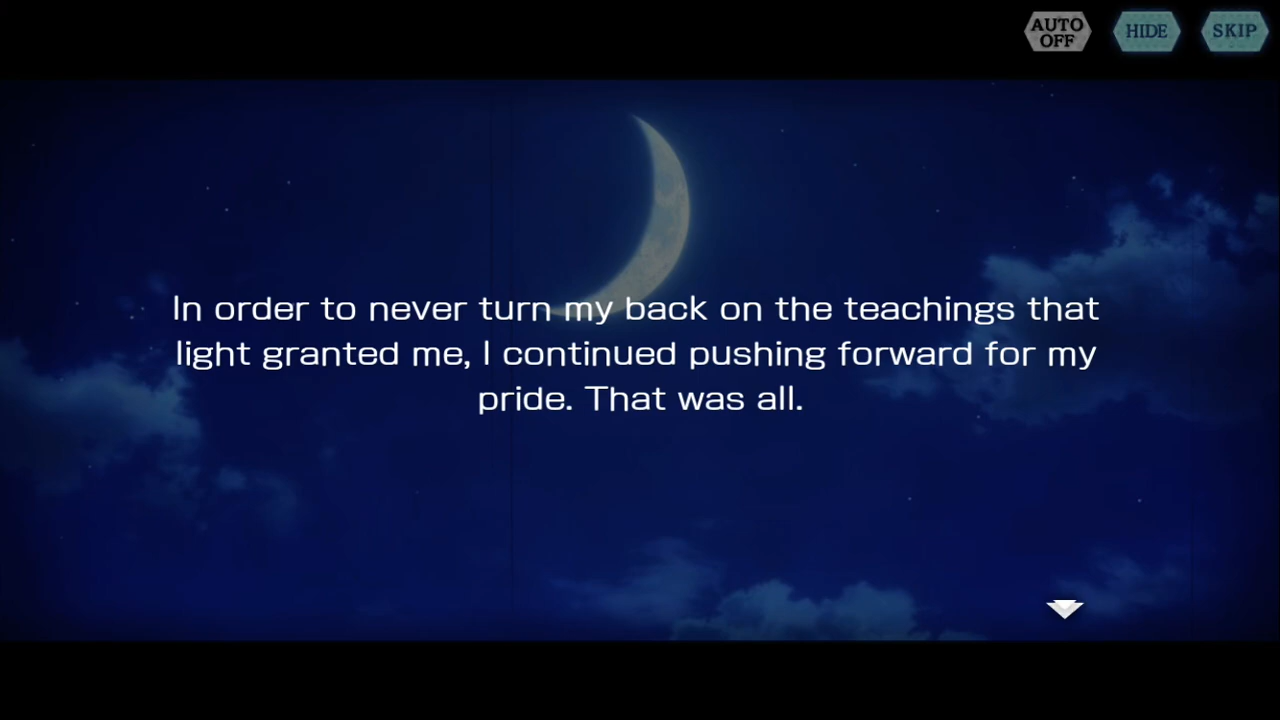 AUTO
OFF
HIDE
SKIP
In order to never turn my back on the teachings that
light granted me, I continued pushing forward for my
pride. That was all.